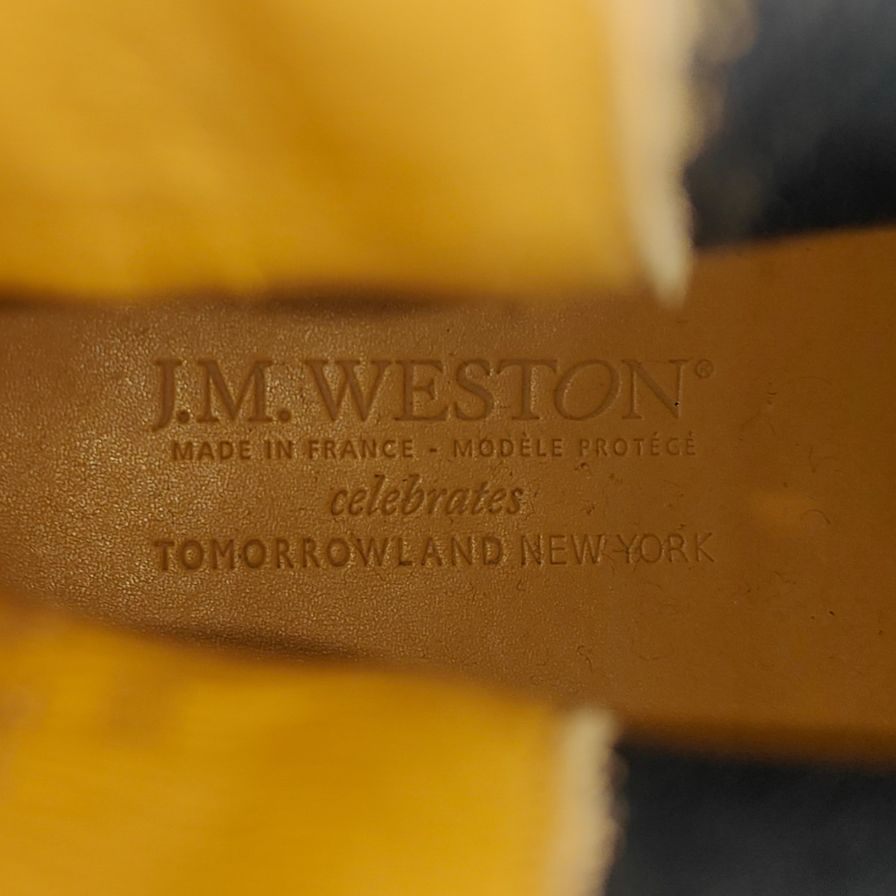 J.M. WESTON®
MADE IN FRANCE - MODÈLE PROTÉGÉ
celebrates
TOMORROWLAND NEW YORK